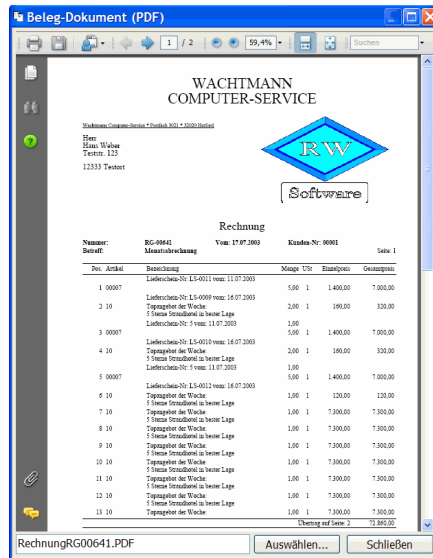 Beleg-Dokument (PDF)
1 / 2 59,4% Suchen
WACHTMANN
COMPUTER-SERVICE
Wachtmann Computer-Service * Postfach 3021 * 32029 Herford
Herr
Hans Weber
Teststr. 123
12333 Testort
RW
Software
Rechnung
Nummer: RG-00641 Vom: 17.07.2003 Kunden-Nr: 00001
Betreff: Monatsabrechnung Seite: 1
Pos. Artikel Bezeichnung Menge USt Einzelpreis Gesamtpreis
Lieferschein-Nr: LS-0011 vom: 11.07.2003
1 00007 5,00 1 1.400,00 7.000,00
Lieferschein-Nr: LS-0009 vom: 16.07.2003
2 10 Topangebot der Woche: 2,00 1 160,00 320,00
5 Sterne Strandhotel in bester Lage
Lieferschein-Nr: 5 vom: 11.07.2003 1,00
3 00007 5,00 1 1.400,00 7.000,00
Lieferschein-Nr: LS-0010 vom: 16.07.2003
4 10 Topangebot der Woche: 2,00 1 160,00 320,00
5 Sterne Strandhotel in bester Lage
Lieferschein-Nr: 5 vom: 11.07.2003 1,00
5 00007 5,00 1 1.400,00 7.000,00
Lieferschein-Nr: LS-0012 vom: 16.07.2003
6 10 Topangebot der Woche: 1,00 1 120,00 120,00
5 Sterne Strandhotel in bester Lage
7 10 Topangebot der Woche: 1,00 1 7.300,00 7.300,00
5 Sterne Strandhotel in bester Lage
8 10 Topangebot der Woche: 1,00 1 7.300,00 7.300,00
5 Sterne Strandhotel in bester Lage
9 10 Topangebot der Woche: 1,00 1 7.300,00 7.300,00
5 Sterne Strandhotel in bester Lage
10 10 Topangebot der Woche: 1,00 1 7.300,00 7.300,00
5 Sterne Strandhotel in bester Lage
11 10 Topangebot der Woche: 1,00 1 7.300,00 7.300,00
5 Sterne Strandhotel in bester Lage
12 10 Topangebot der Woche: 1,00 1 7.300,00 7.300,00
5 Sterne Strandhotel in bester Lage
13 10 Topangebot der Woche: 1,00 1 7.300,00 7.300,00
Übertrag auf Seite: 2 72.860,00
RechnungRG00641.PDF Auswählen... Schließen